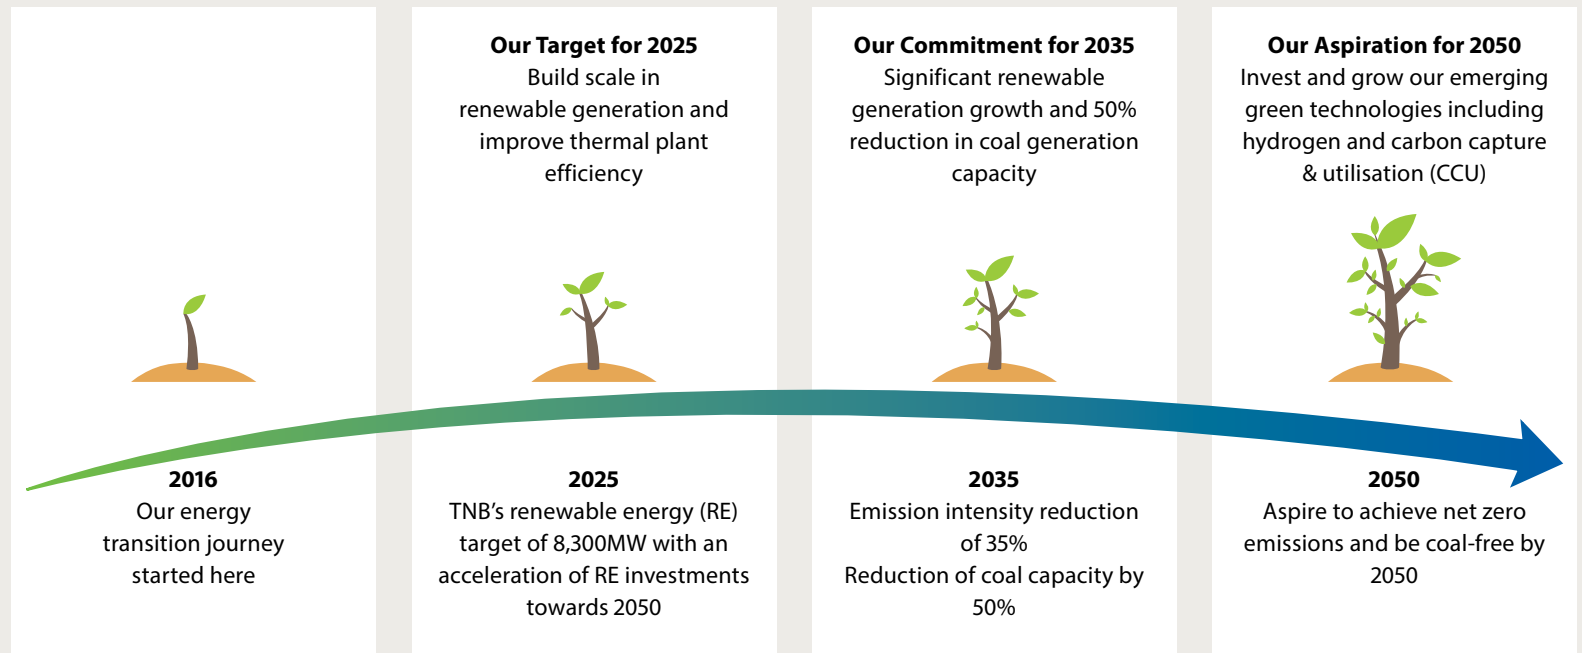 Our Target for 2025
Build scale in
renewable generation and
improve thermal plant
efficiency
Our Commitment for 2035
Significant renewable
generation growth and 50%
reduction in coal generation
capacity
Our Aspiration for 2050
Invest and grow our emerging
green technologies including
hydrogen and carbon capture
& utilisation (CCU)
2016
Our energy
transition journey
started here
2025
TNB’s renewable energy (RE)
target of 8,300MW with an
acceleration of RE investments
towards 2050
2035
Emission intensity reduction
of 35%
Reduction of coal capacity by
50%
2050
Aspire to achieve net zero
emissions and be coal-free by
2050